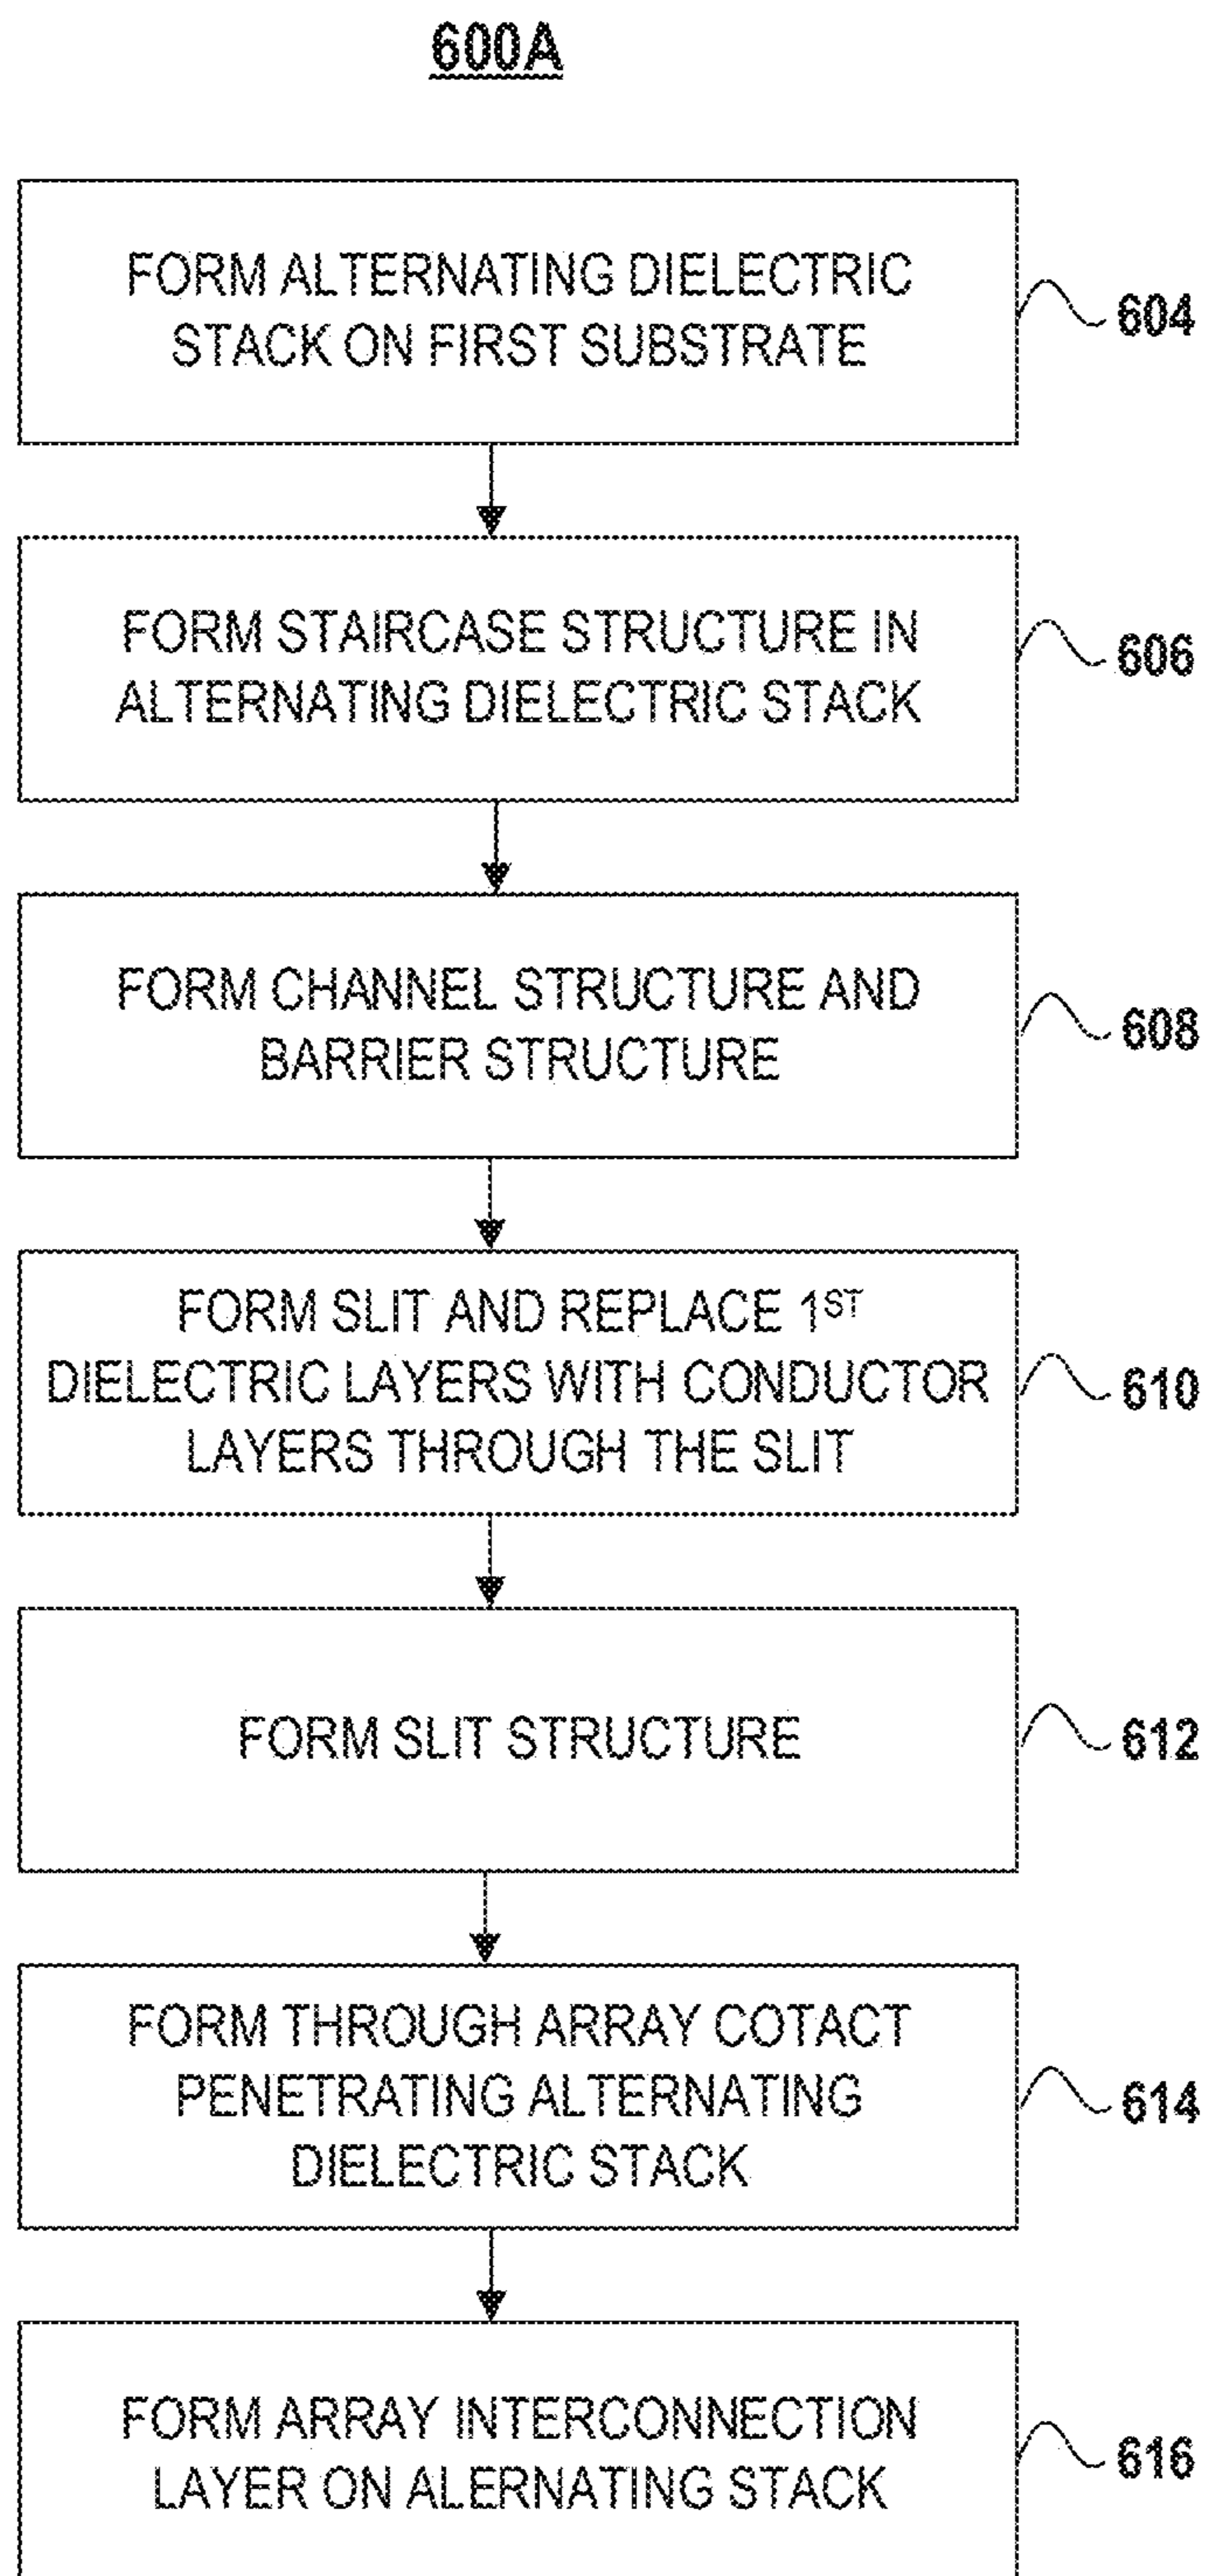 600A
FORM ALTERNATING DIELECTRIC
STACK ON FIRST SUBSTRATE
604
FORM STAIRCASE STRUCTURE IN
ALTERNATING DIELECTRIC STACK
606
FORM CHANNEL STRUCTURE AND
BARRIER STRUCTURE
608
FORM SLIT AND REPLACE 1ST
DIELECTRIC LAYERS WITH CONDUCTOR
LAYERS THROUGH THE SLIT
610
FORM SLIT STRUCTURE
612
FORM THROUGH ARRAY COTACT
PENETRATING ALTERNATING
DIELECTRIC STACK
614
FORM ARRAY INTERCONNECTION
LAYER ON ALERNATING STACK
616